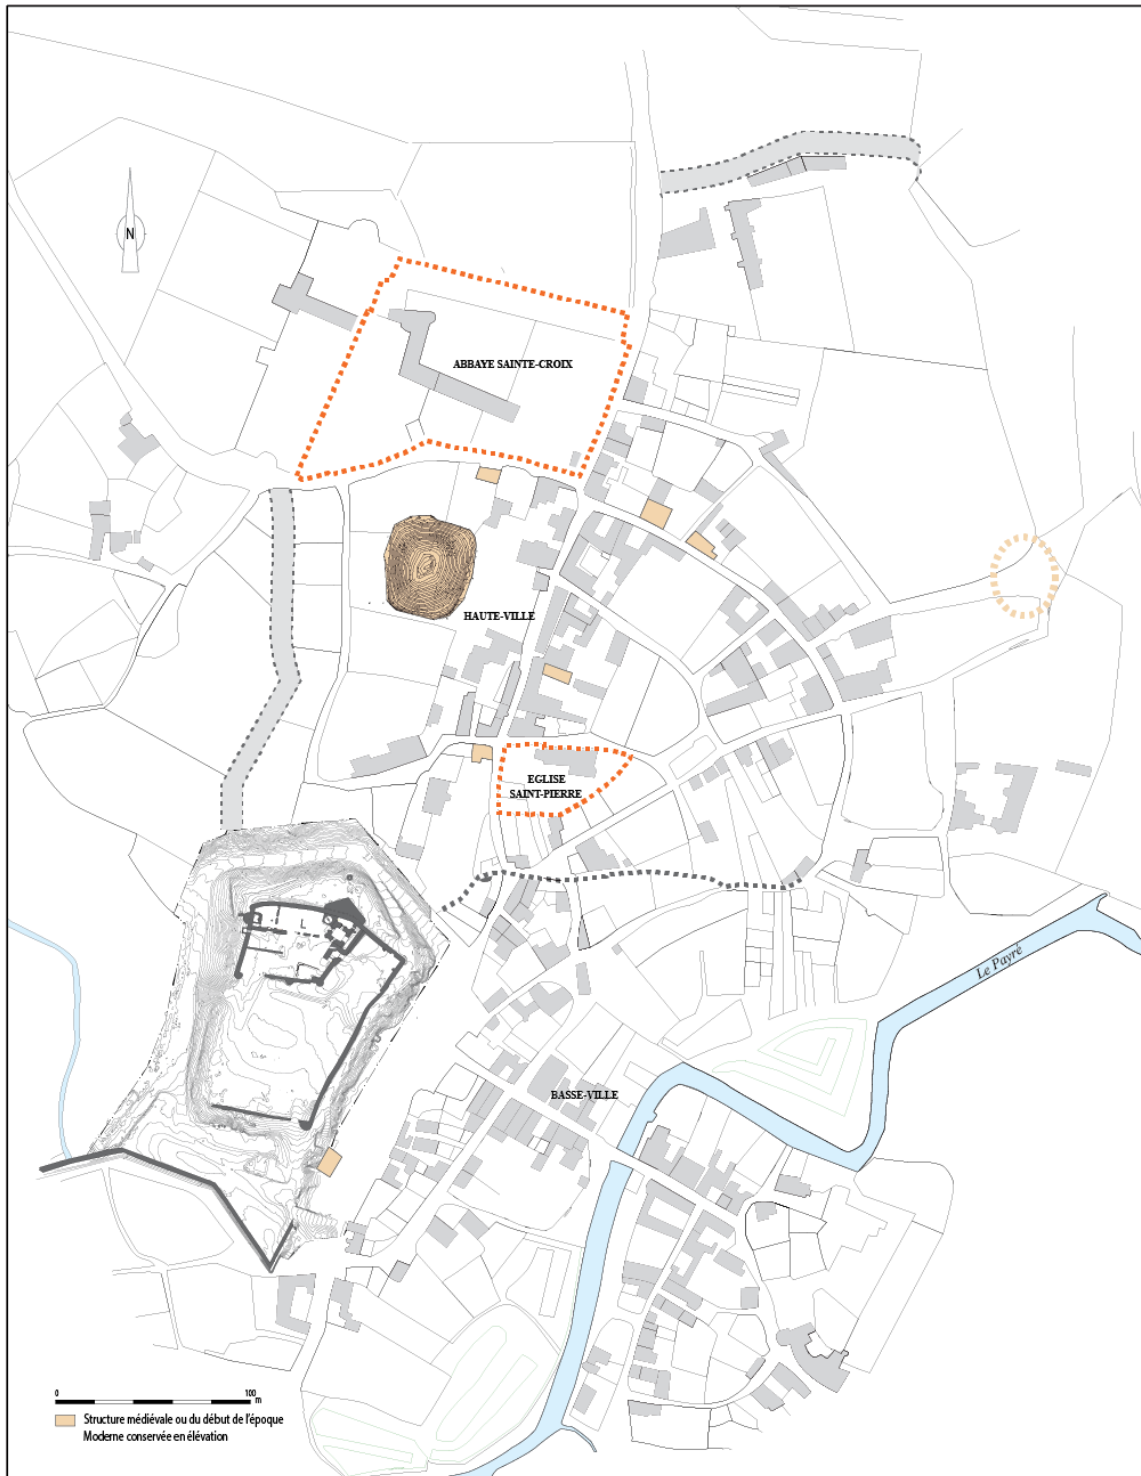 N
ABBAYE SAINTE-CROIX
HAUTE-VILLE
EGLISE
SAINT-PIERRE
L
Le Payré
BASSE-VILLE
0 100
m
Structure médiévale ou du début de l'époque
Moderne conservée en élévation